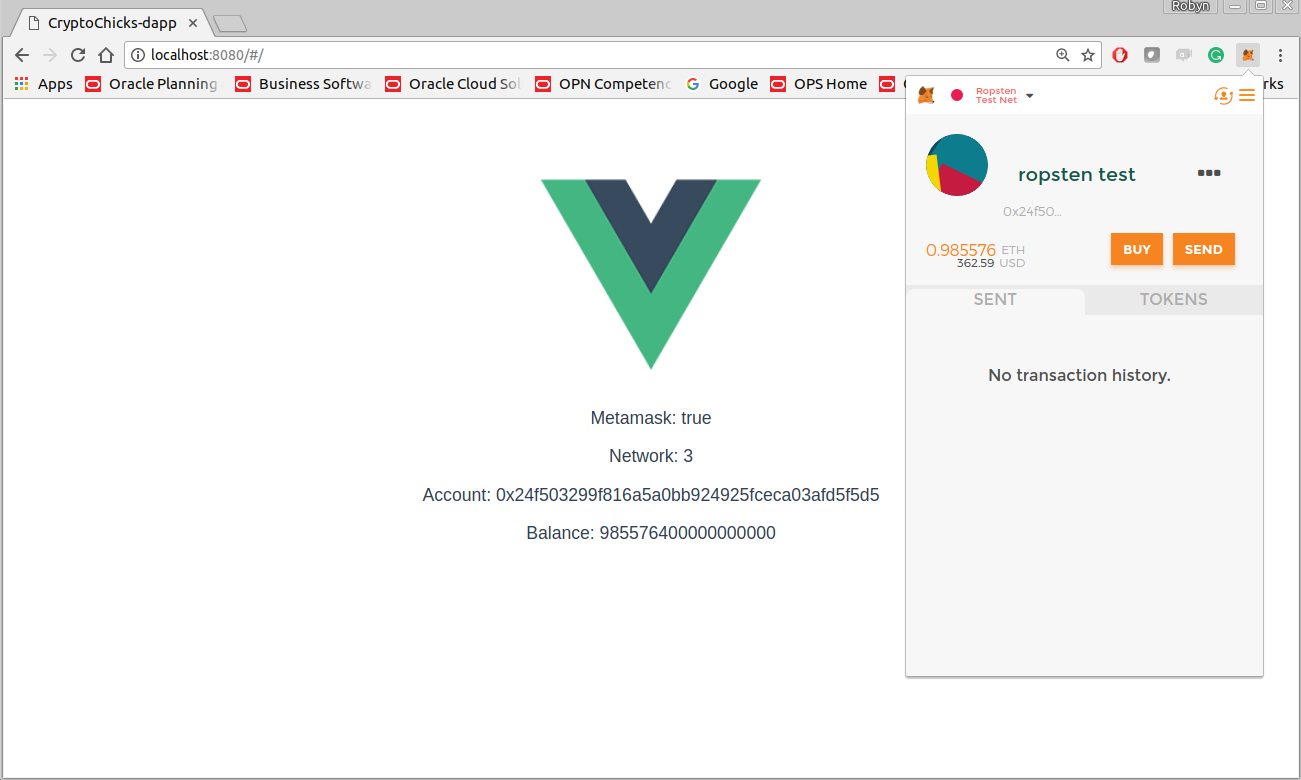 Robyn
CryptoChicks-dapp
localhost:8080/#/
Apps Oracle Planning Business Softwa Oracle Cloud Sol OPN Competenc Google OPS Home rks
Ropsten
Test Net
ropsten test
0x24f50...
0.985576 ETH
362.59 USD
BUY SEND
SENT TOKENS
No transaction history.
Metamask: true
Network: 3
Account: 0x24f503299f816a5a0bb924925fceca03afd5f5d5
Balance: 985576400000000000